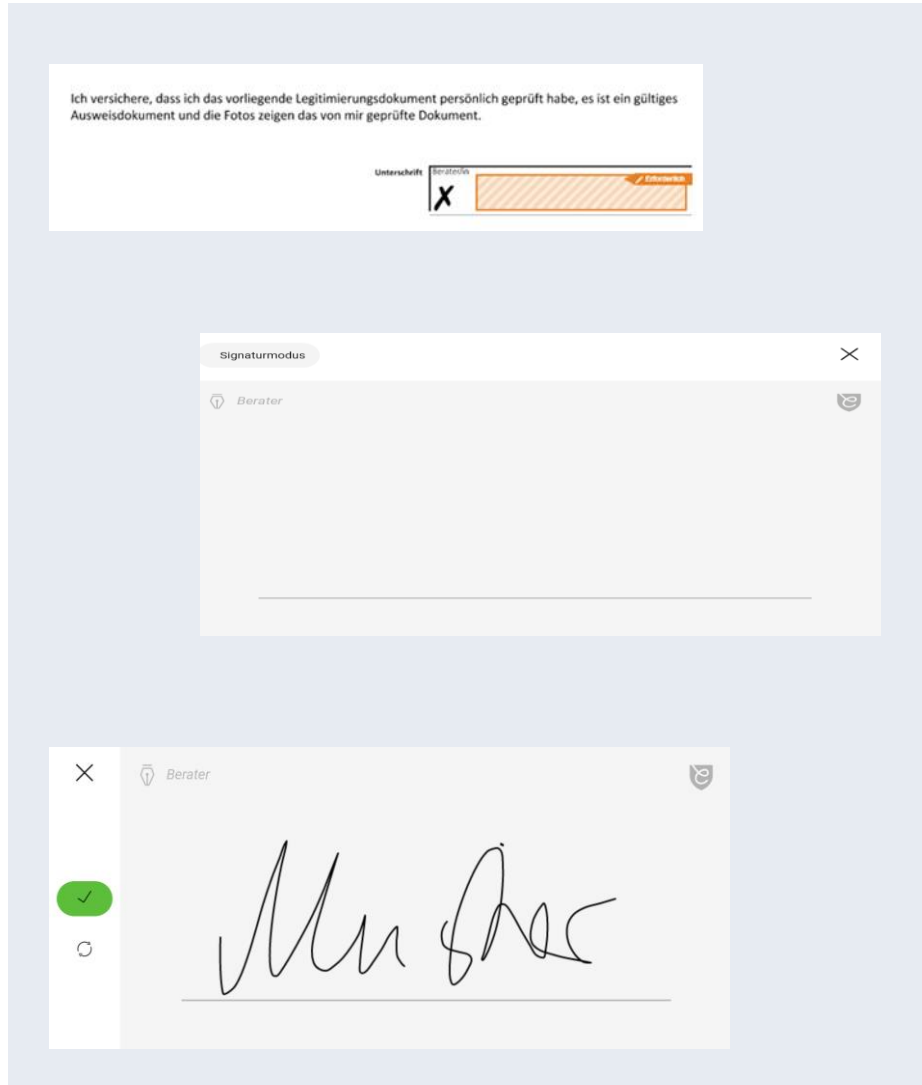 Ich versichere, dass ich das vorliegende Legitimierungsdokument persönlich geprüft habe, es ist ein gültiges
Ausweisdokument und die Fotos zeigen das von mir geprüfte Dokument.
Unterschrift
X
Erforderlich
Signaturmodus
Berater
Berater
Muster